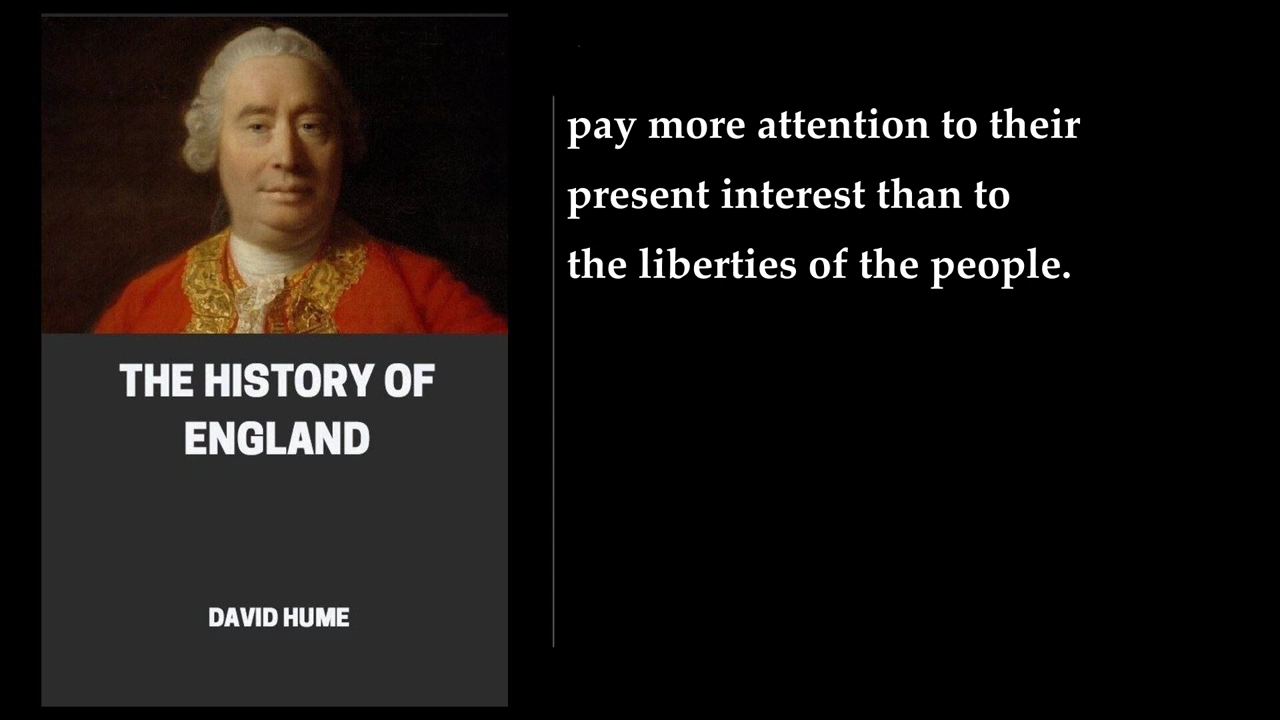 THE HISTORY OF
ENGLAND
DAVID HUME
pay more attention to their
present interest than to
the liberties of the people.